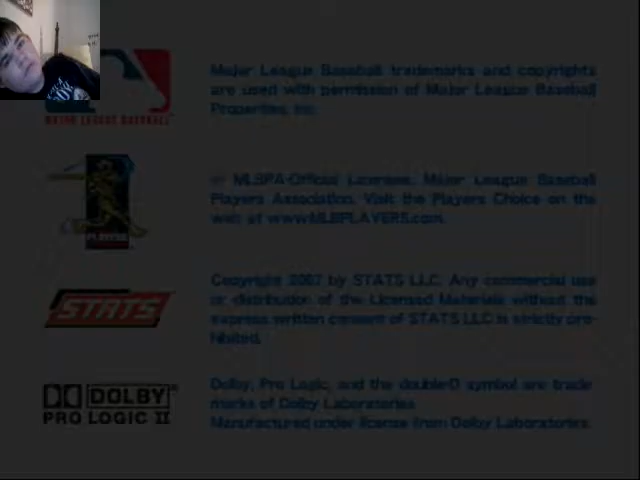 Major League Baseball trademarks and copyrights
are used with permission of Major League Baseball
Properties, Inc.
MAJOR LEAGUE BASEBALL
MLBPA-Official Licensee, Major League Baseball
Players Association. Visit the Players Choice on the
web at www.MLBPLAYERS.com.
PLAYERS
Copyright 2007 by STATS LLC. Any commercial use
or distribution of the Licensed Materials without the
express written consent of STATS LLC is strictly pro-
hibited.
STATS
Dolby, Pro Logic, and the double-D symbol are trade
marks of Dolby Laboratories.
Manufactured under license from Dolby Laboratories.
DOLBY
PRO LOGIC II